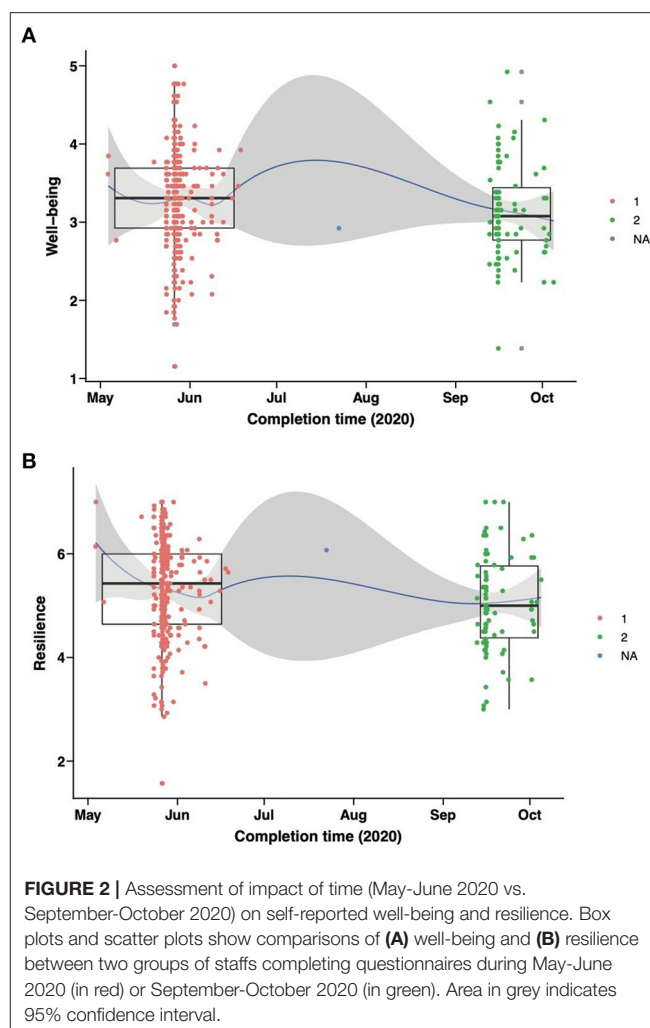 A
5
4
3
2
1
Well-being
May Jun Jul Aug Sep Oct
Completion time (2020)
1
2
NA
B
6
4
2
Resilience
May Jun Jul Aug Sep Oct
Completion time (2020)
1
2
NA
FIGURE 2 | Assessment of impact of time (May-June 2020 vs.
September-October 2020) on self-reported well-being and resilience. Box
plots and scatter plots show comparisons of (A) well-being and (B) resilience
between two groups of staffs completing questionnaires during May-June
2020 (in red) or September-October 2020 (in green). Area in grey indicates
95% confidence interval.